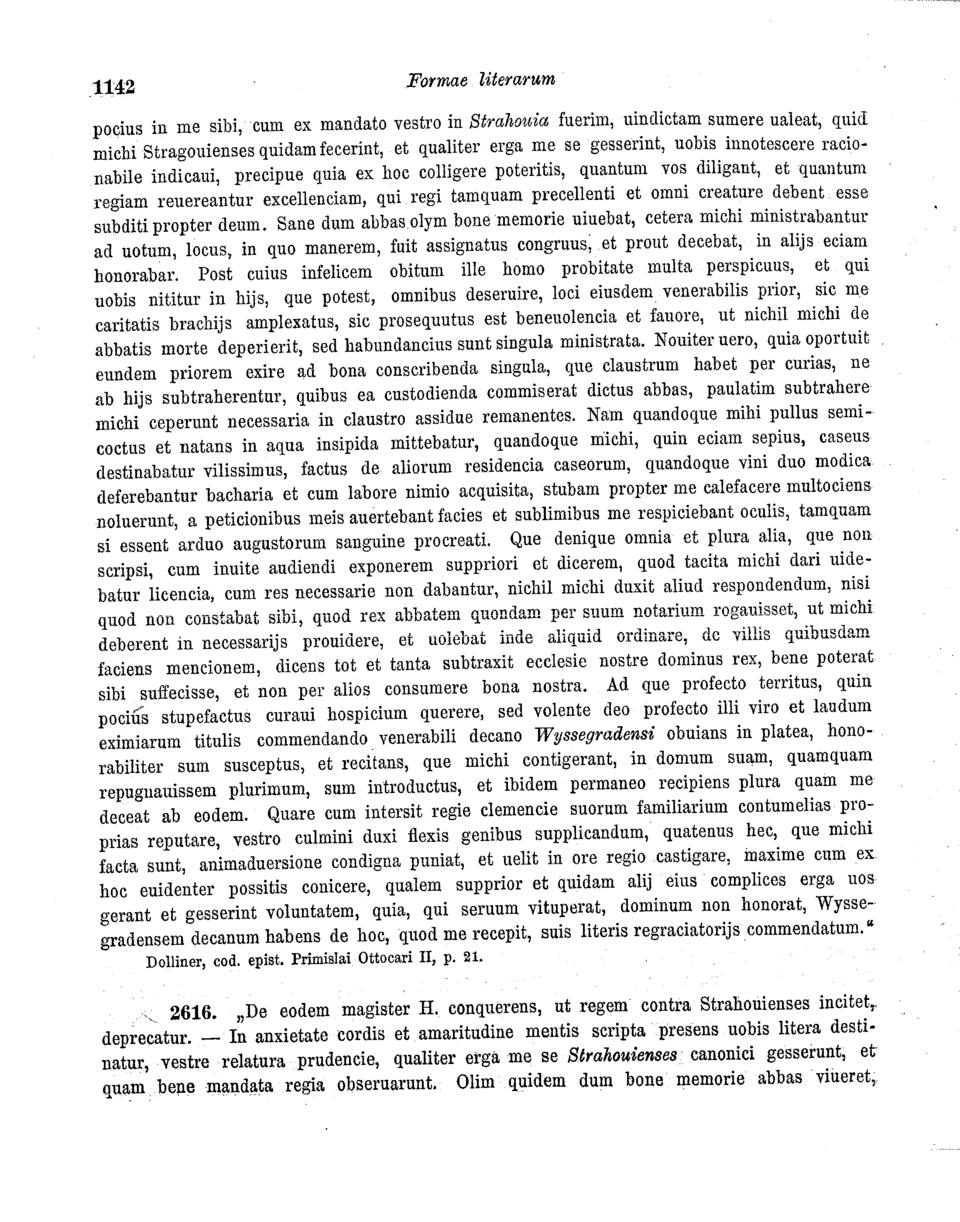 1142
Formae literarum
pocius in me sibi, cum ex mandato vestro in Strahouia fuerim, uindictam sumere ualeat, quid
michi Stragouienses quidam fecerint, et qualiter erga me se gesserint, uobis innotescere racio-
nabile indicaui, precipue quia ex hoc colligere poteritis, quantum vos diligant, et quantum
regiam reuereantur excellenciam, qui regi tamquam precellenti et omni creature debent esse
subditi propter deum. Sane dum abbas olym bone memorie uiuebat, cetera michi ministrabantur
ad uotum, locus, in quo manerem, fuit assignatus congruus, et prout decebat, in alijs eciam
honorabar. Post cuius infelicem obitum ille homo probitate multa perspicuus, et qui
uobis nititur in hijs, que potest, omnibus deseruire, loci eiusdem venerabilis prior, sic me
caritatis brachijs amplexatus, sic prosequutus est beneuolencia et fauore, ut nichil michi de
abbatis morte deperierit, sed habundancius sunt singula ministrata. Nouiter uero, quia oportuit
eundem priorem exire ad bona conscribenda singula, que claustrum habet per curias, ne
ab hijs subtraherentur, quibus ea custodienda commiserat dictus abbas, paulatim subtrahere
michi ceperunt necessaria in claustro assidue remanentes. Nam quandoque mihi pullus semi-
coctus et natans in aqua insipida mittebatur, quandoque michi, quin eciam sepius, caseus
destinabatur vilissimus, factus de aliorum residencia caseorum, quandoque vini duo modica
deferebantur bacharia et cum labore nimio acquisita, stubam propter me calefacere multociens
noluerunt, a peticionibus meis auertebant facies et sublimibus me respiciebant oculis, tamquam
si essent arduo augustorum sanguine procreati. Que denique omnia et plura alia, que non
scripsi, cum inuite audiendi exponerem suppriori et dicerem, quod tacita michi dari uide-
batur licencia, cum res necessarie non dabantur, nichil michi duxit aliud respondendum, nisi
quod non constabat sibi, quod rex abbatem quondam per suum notarium rogauisset, ut michi
deberent in necessarijs prouidere, et uolebat inde aliquid ordinare, de villis quibusdam
faciens mencionem, dicens tot et tanta subtraxit ecclesie nostre dominus rex, bene poterat
sibi suffecisse, et non per alios consumere bona nostra. Ad que profecto territus, quin
pocius stupefactus curaui hospicium querere, sed volente deo profecto illi viro et laudum
eximiarum titulis commendando venerabili decano Wyssegradensi obuians in platea, hono-
rabiliter sum susceptus, et recitans, que michi contigerant, in domum suam, quamquam
repugnauissem plurimum, sum introductus, et ibidem permaneo recipiens plura quam me
deceat ab eodem. Quare cum intersit regie clemencie suorum familiarium contumelias pro-
prias reputare, vestro culmini duxi flexis genibus supplicandum, quatenus hec, que michi
facta sunt, animaduersione condigna puniat, et uelit in ore regio castigare, maxime cum ex
hoc euidenter possitis conicere, qualem supprior et quidam alij eius complices erga uos
gerant et gesserint voluntatem, quia, qui seruum vituperat, dominum non honorat, Wysse-
gradensem decanum habens de hoc, quod me recepit, suis literis regraciatorijs commendatum.“
Dolliner, cod. epist. Primislai Ottocari II, p. 21.
2616. „De eodem magister H. conquerens, ut regem contra Strahouienses incitet,
deprecatur. — In anxietate cordis et amaritudine mentis scripta presens uobis litera desti-
natur, vestre relatura prudencie, qualiter erga me se Strahouienses canonici gesserunt, et
quam bene mandata regia obseruarunt. Olim quidem dum bone memorie abbas viueret,